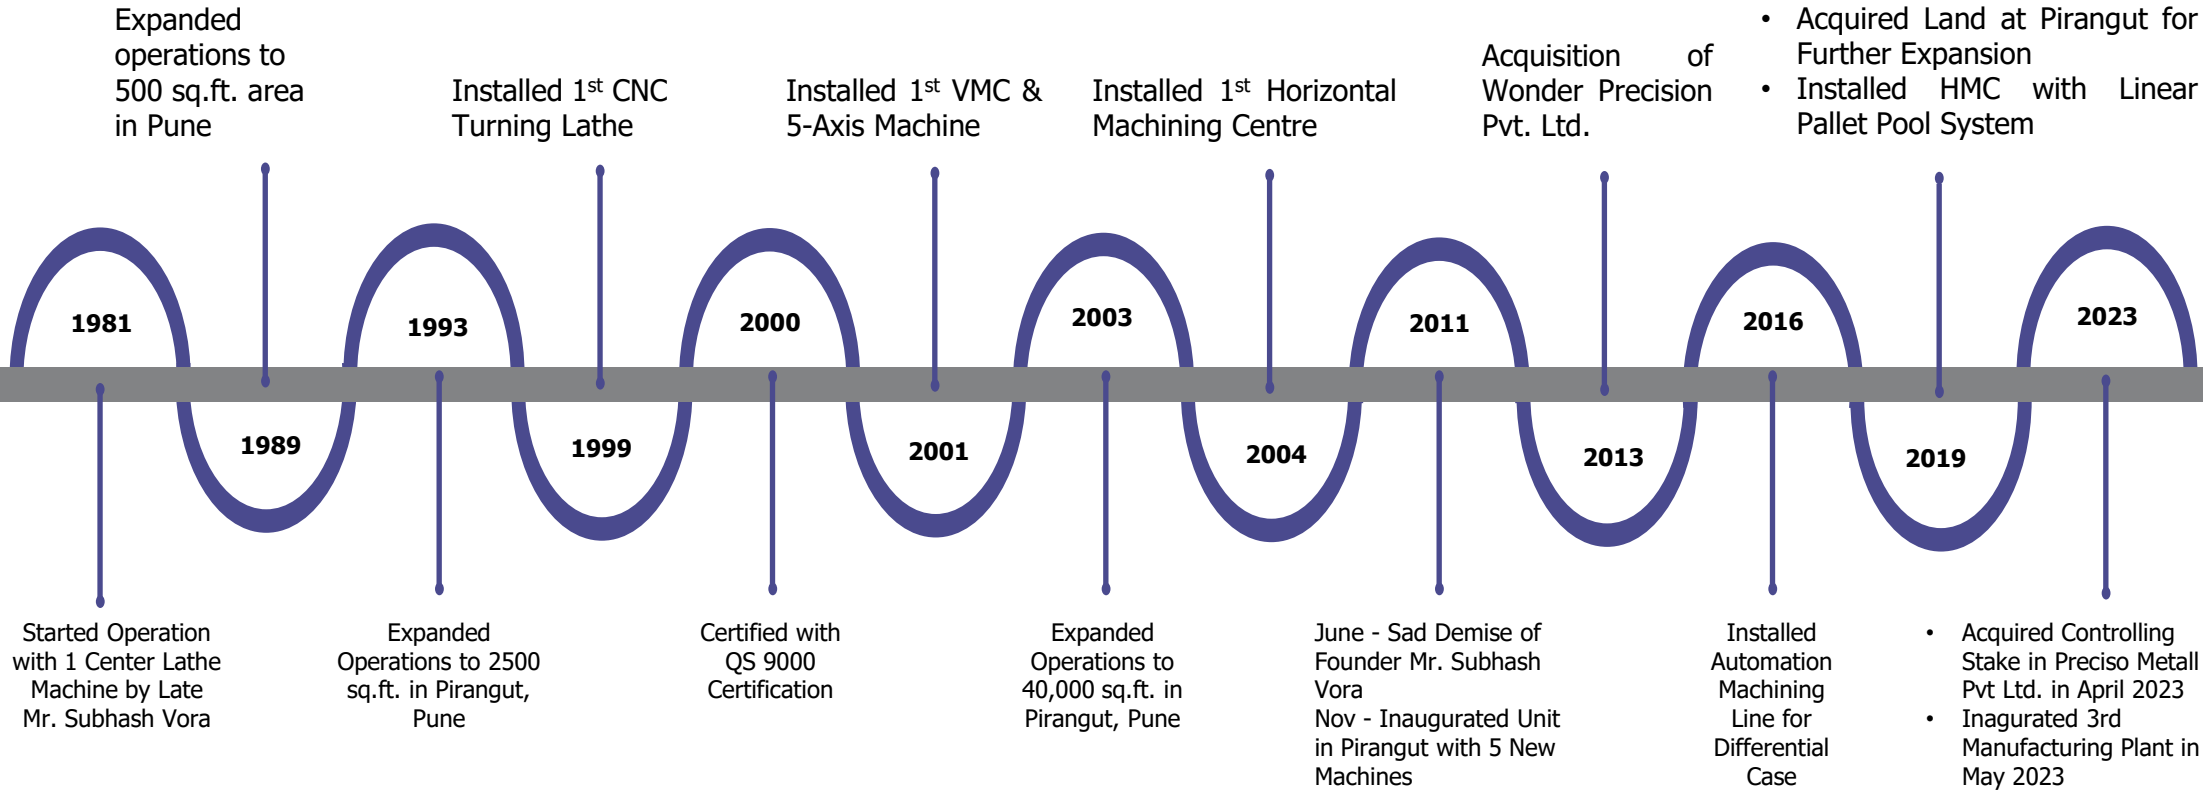 Expanded
operations to
500 sq.ft. area
in Pune
Installed 1st CNC
Turning Lathe
Installed 1st VMC &
5-Axis Machine
Installed 1st Horizontal
Machining Centre
Acquisition of
Wonder Precision
Pvt. Ltd.
• Acquired Land at Pirangut for
Further Expansion
• Installed HMC with Linear
Pallet Pool System
1981
1989
1993
1999
2000
2001
2003
2004
2011
2013
2016
2019
2023
Started Operation
with 1 Center Lathe
Machine by Late
Mr. Subhash Vora
Expanded
Operations to 2500
sq.ft. in Pirangut,
Pune
Certified with
QS 9000
Certification
Expanded
Operations to
40,000 sq.ft. in
Pirangut, Pune
June - Sad Demise of
Founder Mr. Subhash
Vora
Nov - Inaugurated Unit
in Pirangut with 5 New
Machines
Installed
Automation
Machining
Line for
Differential
Case
• Acquired Controlling
Stake in Preciso Metall
Pvt Ltd. in April 2023
• Inagurated 3rd
Manufacturing Plant in
May 2023